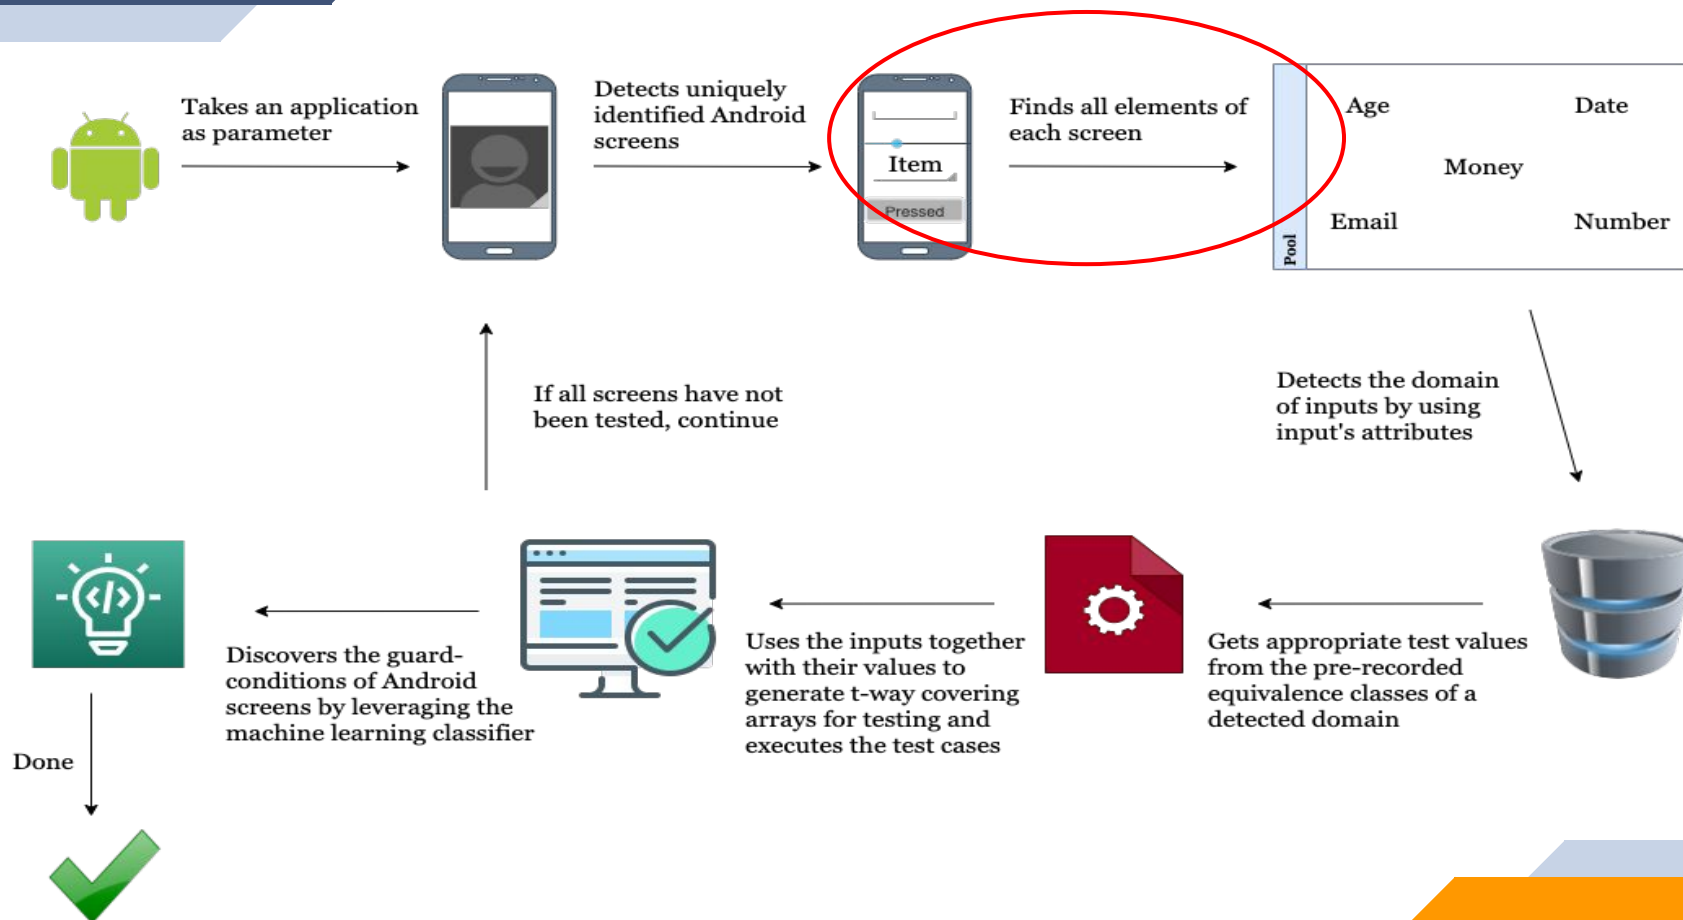 Takes an application
as parameter
Detects uniquely
identified Android
screens
Item
Pressed
Finds all elements of
each screen
Pool
Age
Date
Money
Email
Number
Detects the domain
of inputs by using
input's attributes
If all screens have not
been tested, continue
Gets appropriate test values
from the pre-recorded
equivalence classes of a
detected domain
Uses the inputs together
with their values to
generate t-way covering
arrays for testing and
executes the test cases
Discovers the guard-
conditions of Android
screens by leveraging the
machine learning classifier
</>
Done